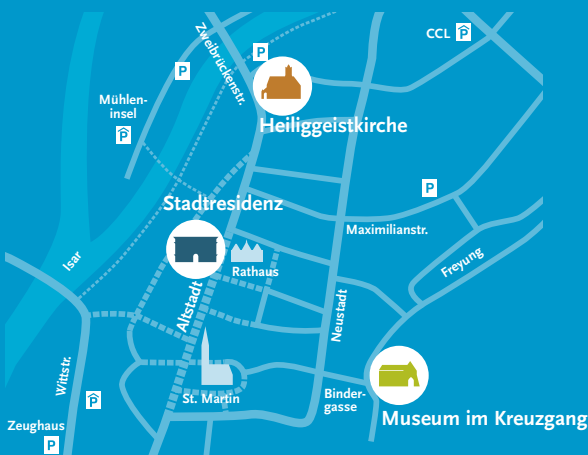 Zweibrückenstr.
P
CCL P
P
Mühlen-
insel
P
Heiliggeistkirche
P
Stadtresidenz
Maximilianstr.
Isar
Rathaus
Freyung
Altstadt
Neustadt
Wittstr.
P
St. Martin
Binder-
gasse
Museum im Kreuzgang
Zeughaus
P